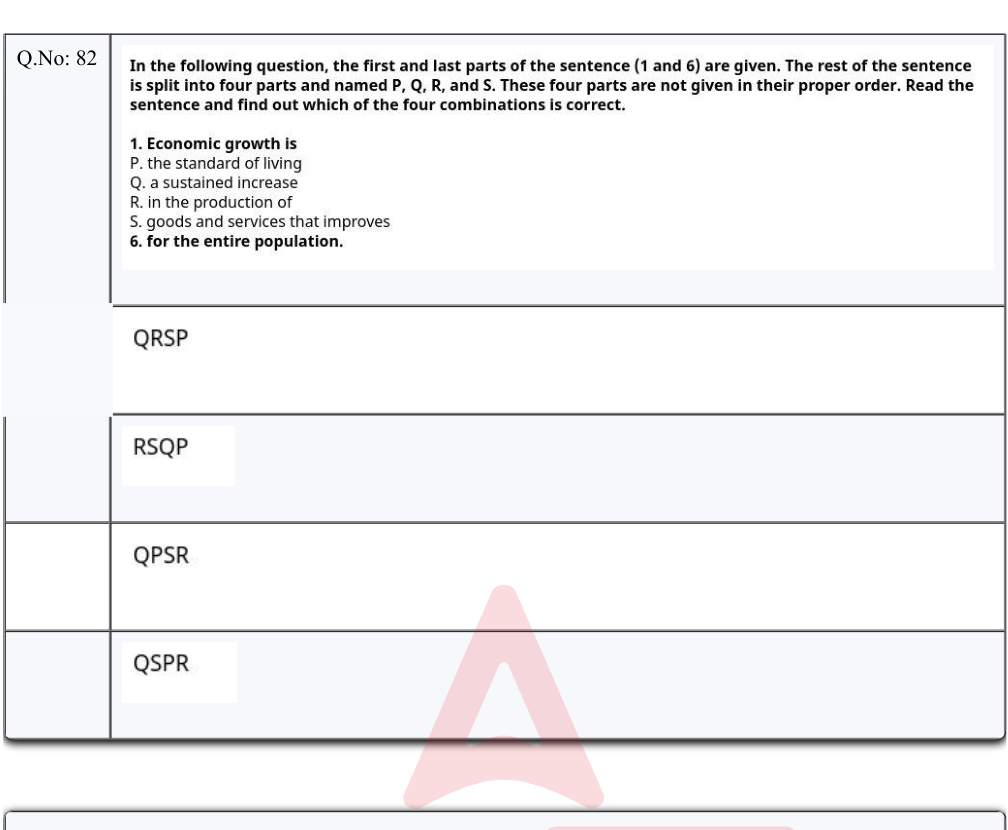 Q.No: 82
In the following question, the first and last parts of the sentence (1 and 6) are given. The rest of the sentence
is split into four parts and named P, Q, R, and S. These four parts are not given in their proper order. Read the
sentence and find out which of the four combinations is correct.
1. Economic growth is
P. the standard of living
Q. a sustained increase
R. in the production of
S. goods and services that improves
6. for the entire population.
QRSP
RSQP
QPSR
QSPR